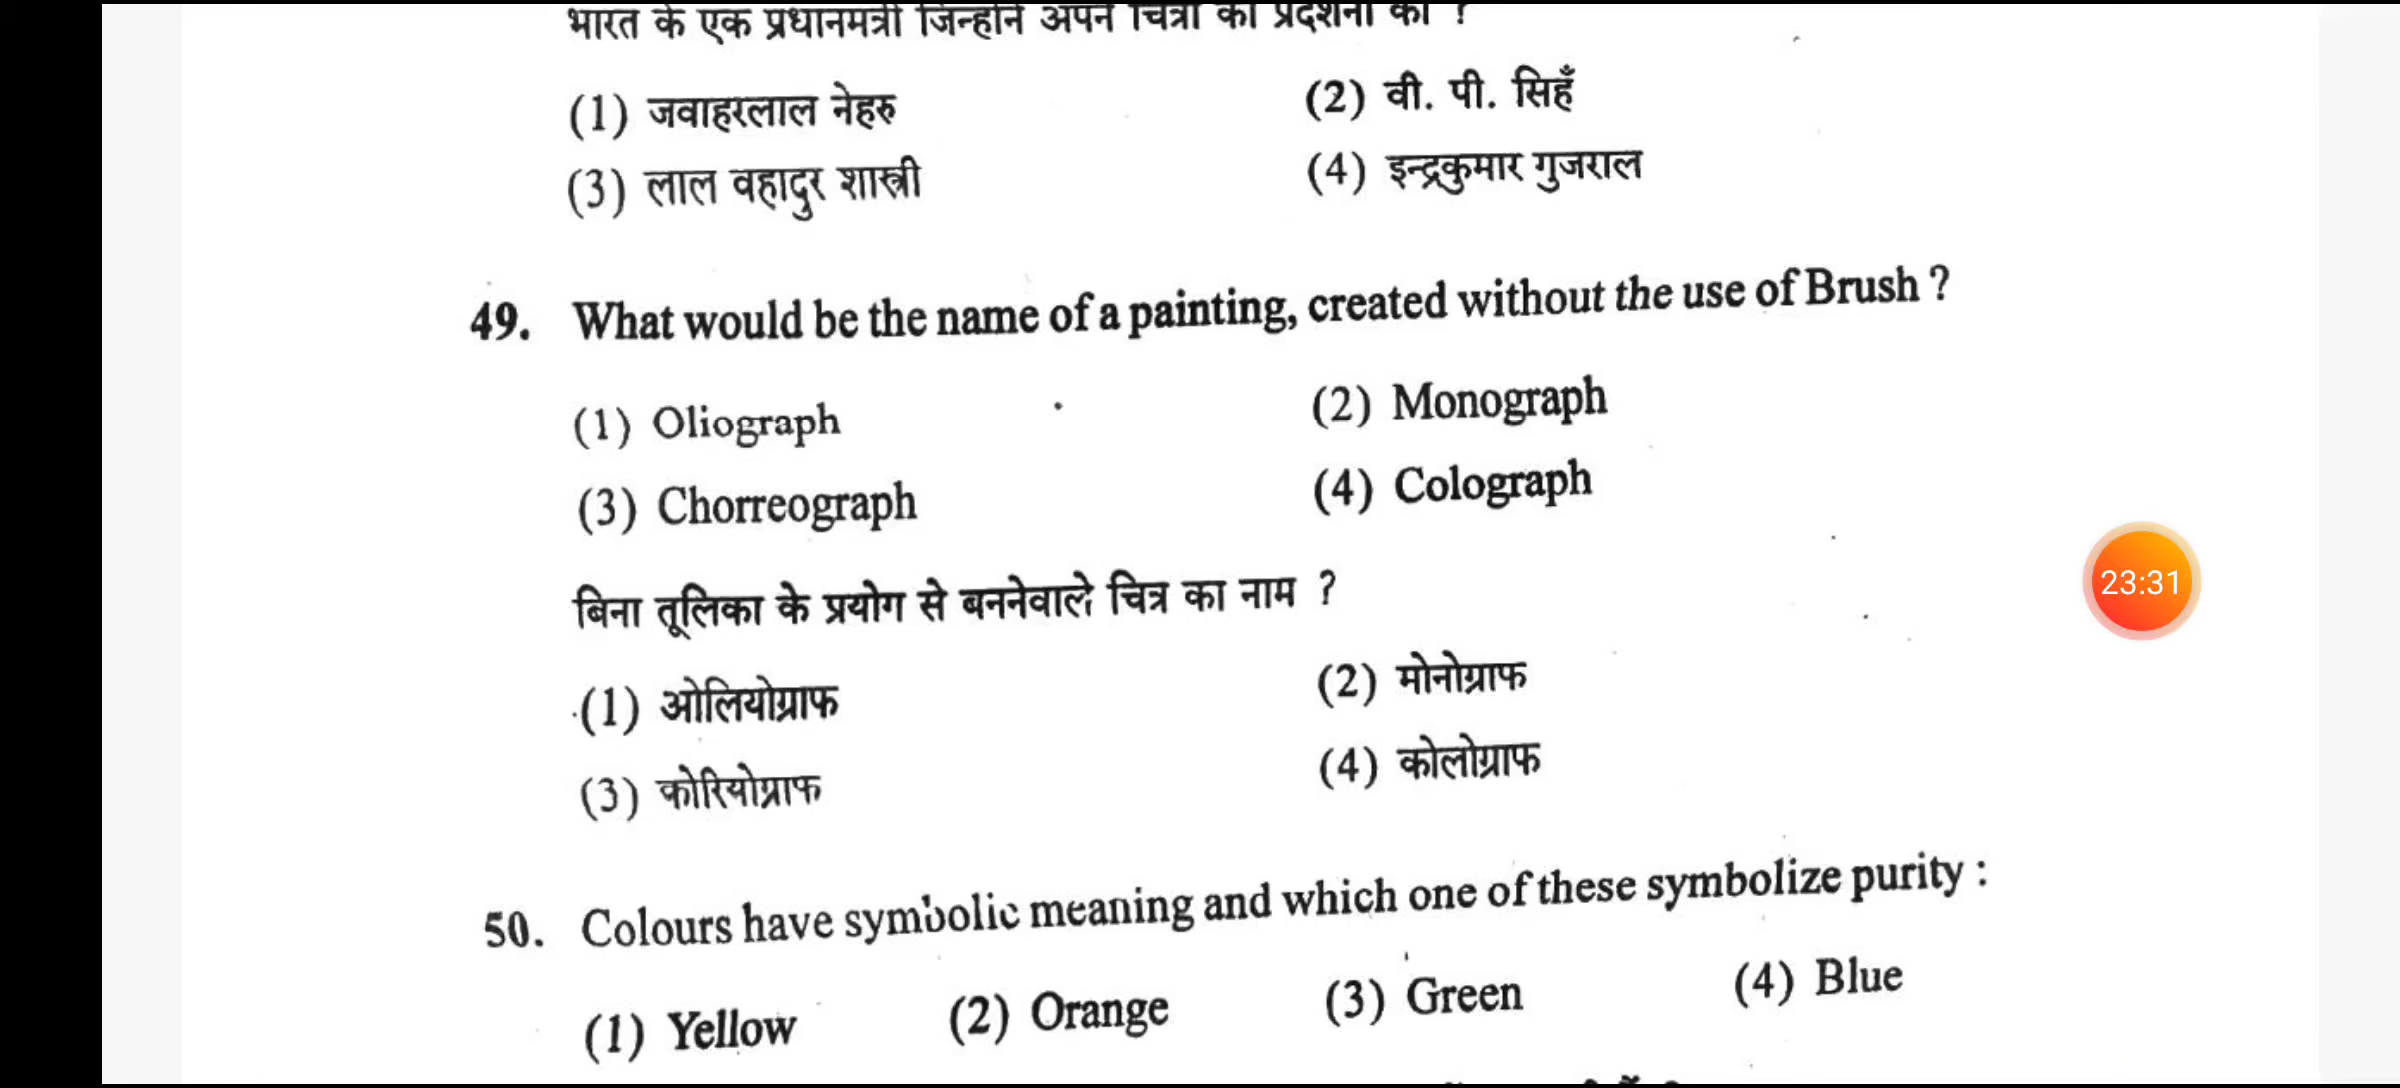 भारत के एक प्रधानमंत्री जिन्होंने अपने चित्रों की प्रदर्शनी की ?
(1) जवाहरलाल नेहरु (2) वी. पी. सिहँ
(3) लाल वहादुर शास्त्री (4) इन्द्रकुमार गुजराल
49. What would be the name of a painting, created without the use of Brush ?
(1) Oliograph (2) Monograph
(3) Chorreograph (4) Colograph
बिना तूलिका के प्रयोग से बननेवाले चित्र का नाम ?
(1) ओलियोग्राफ (2) मोनोग्राफ
(3) कोरियोग्राफ (4) कोलोग्राफ
23:31
50. Colours have symbolic meaning and which one of these symbolize purity :
(1) Yellow (2) Orange (3) Green (4) Blue